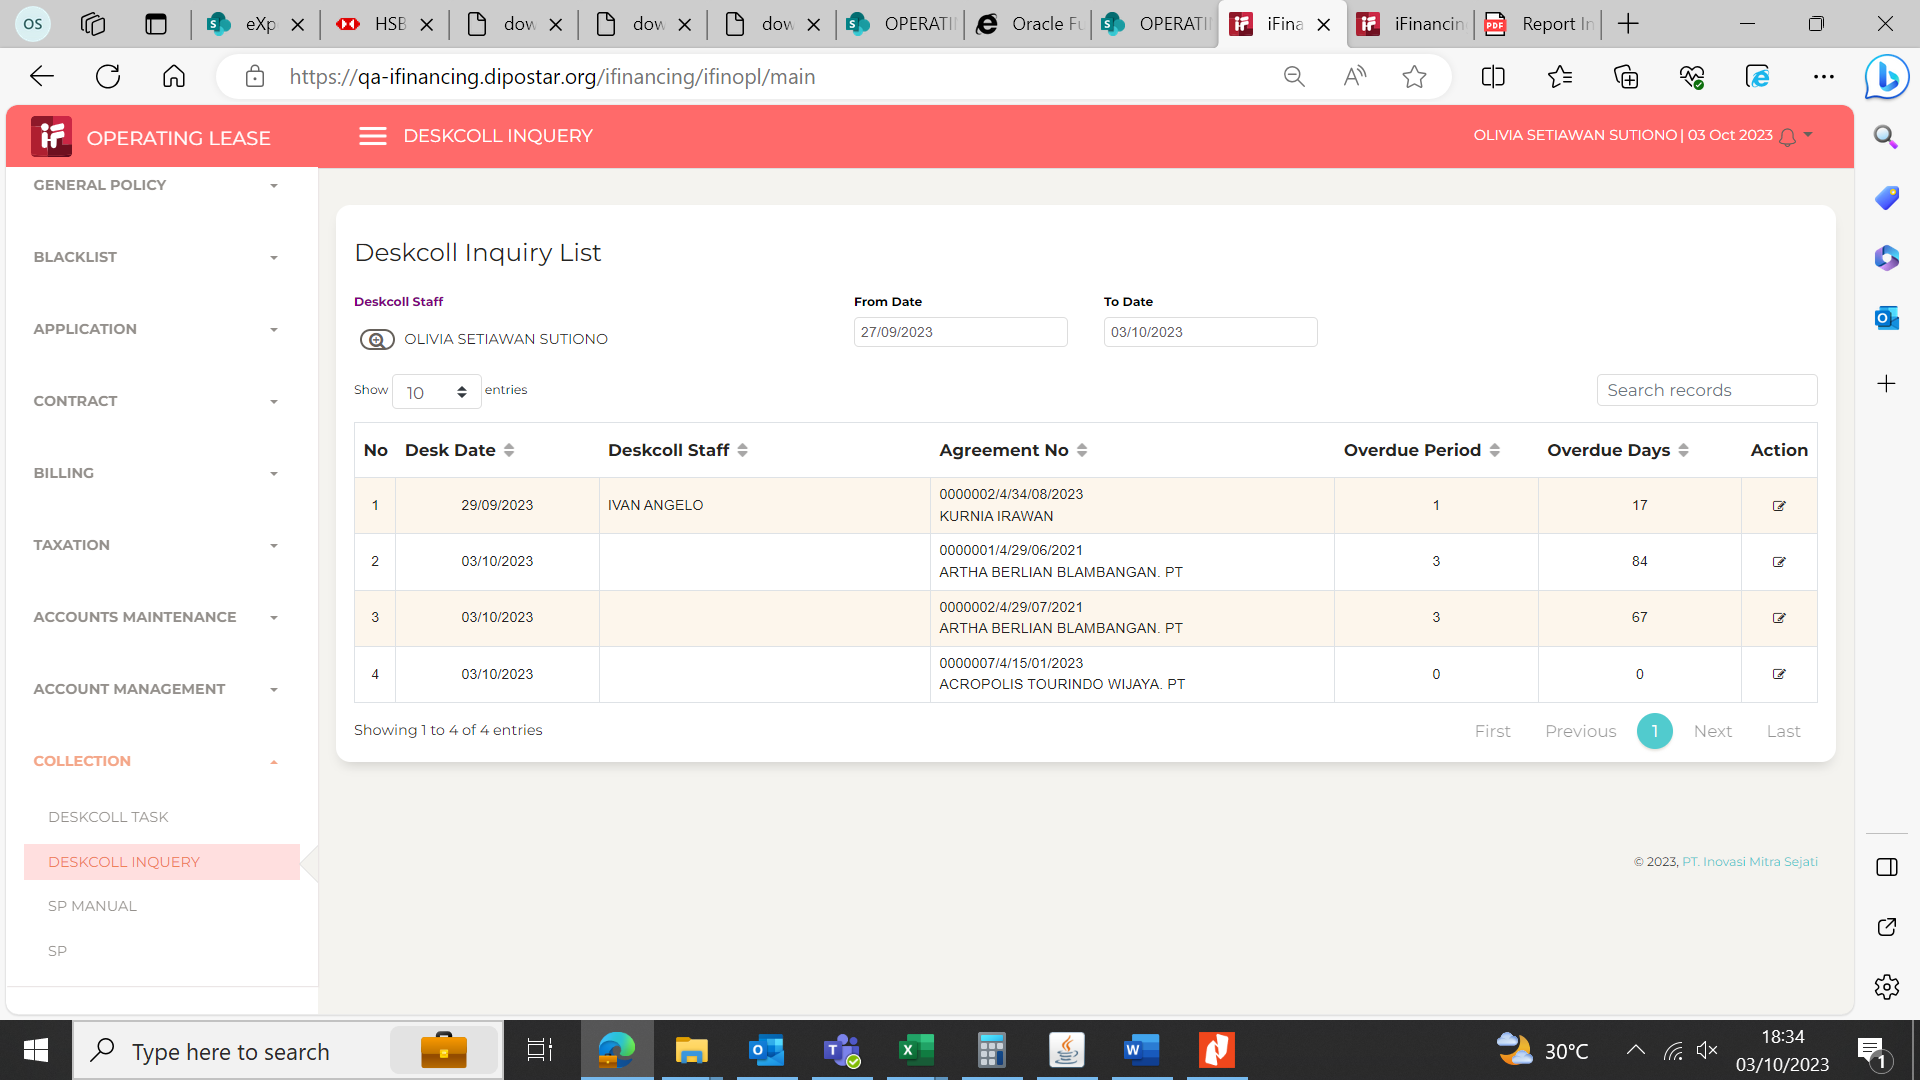 OS
eXp
HSB
dow
dow
dow
OPERATIN
Oracle Fu
OPERATIN
iFina
iFinancin
Report In
https://qa-ifinancing.dipostar.org/ifinancing/ifinopl/main
iF OPERATING LEASE
DESKCOLL INQUERY
OLIVIA SETIAWAN SUTIONO | 03 Oct 2023
GENERAL POLICY
BLACKLIST
APPLICATION
CONTRACT
BILLING
TAXATION
ACCOUNTS MAINTENANCE
ACCOUNT MANAGEMENT
COLLECTION
DESKCOLL TASK
DESKCOLL INQUERY
SP MANUAL
SP
Deskcoll Inquiry List
Deskcoll Staff
From Date
To Date
OLIVIA SETIAWAN SUTIONO
27/09/2023
03/10/2023
Show 10 entries
Search records
No Desk Date Deskcoll Staff Agreement No Overdue Period Overdue Days Action
1 29/09/2023 IVAN ANGELO 0000002/4/34/08/2023 1 17
KURNIA IRAWAN
2 03/10/2023 0000001/4/29/06/2021 3 84
ARTHA BERLIAN BLAMBANGAN. PT
3 03/10/2023 0000002/4/29/07/2021 3 67
ARTHA BERLIAN BLAMBANGAN. PT
4 03/10/2023 0000007/4/15/01/2023 0 0
ACROPOLIS TOURINDO WIJAYA. PT
Showing 1 to 4 of 4 entries
First Previous 1 Next Last
© 2023, PT. Inovasi Mitra Sejati
Type here to search
30°C
18:34
03/10/2023
1